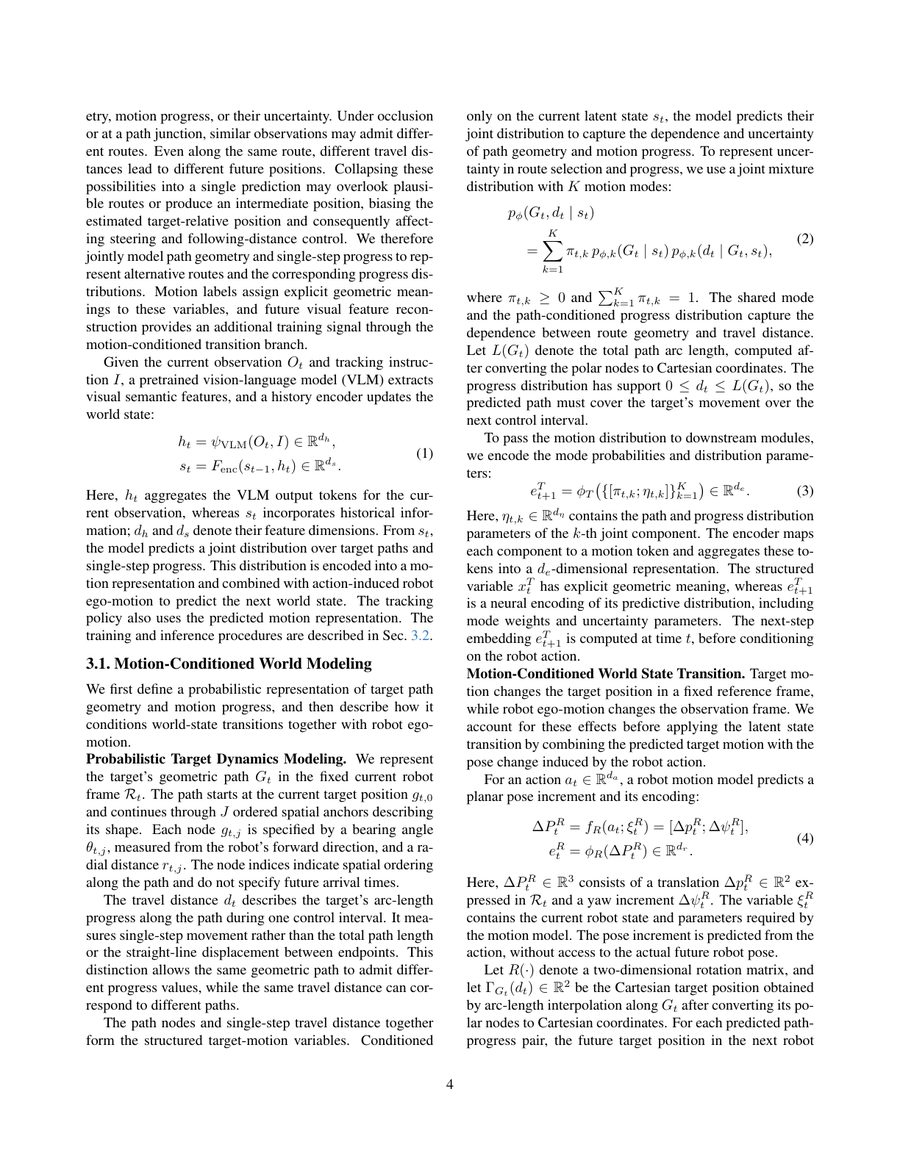 etry, motion progress, or their uncertainty. Under occlusion
or at a path junction, similar observations may admit differ-
ent routes. Even along the same route, different travel dis-
tances lead to different future positions. Collapsing these
possibilities into a single prediction may overlook plausi-
ble routes or produce an intermediate position, biasing the
estimated target-relative position and consequently affect-
ing steering and following-distance control. We therefore
jointly model path geometry and single-step progress to rep-
resent alternative routes and the corresponding progress dis-
tributions. Motion labels assign explicit geometric mean-
ings to these variables, and future visual feature recon-
struction provides an additional training signal through the
motion-conditioned transition branch.
Given the current observation O_t and tracking instruc-
tion I, a pretrained vision-language model (VLM) extracts
visual semantic features, and a history encoder updates the
world state:
h_t = ψ_VLM(O_t, I) ∈ ℝ^{d_h},
s_t = F_enc(s_{t−1}, h_t) ∈ ℝ^{d_s}.
(1)
Here, h_t aggregates the VLM output tokens for the cur-
rent observation, whereas s_t incorporates historical infor-
mation; d_h and d_s denote their feature dimensions. From s_t,
the model predicts a joint distribution over target paths and
single-step progress. This distribution is encoded into a mo-
tion representation and combined with action-induced robot
ego-motion to predict the next world state. The tracking
policy also uses the predicted motion representation. The
training and inference procedures are described in Sec. 3.2.
3.1. Motion-Conditioned World Modeling
We first define a probabilistic representation of target path
geometry and motion progress, and then describe how it
conditions world-state transitions together with robot ego-
motion.
Probabilistic Target Dynamics Modeling. We represent
the target's geometric path G_t in the fixed current robot
frame ℛ_t. The path starts at the current target position g_{t,0}
and continues through J ordered spatial anchors describing
its shape. Each node g_{t,j} is specified by a bearing angle
θ_{t,j}, measured from the robot's forward direction, and a ra-
dial distance r_{t,j}. The node indices indicate spatial ordering
along the path and do not specify future arrival times.
The travel distance d_t describes the target's arc-length
progress along the path during one control interval. It mea-
sures single-step movement rather than the total path length
or the straight-line displacement between endpoints. This
distinction allows the same geometric path to admit differ-
ent progress values, while the same travel distance can cor-
respond to different paths.
The path nodes and single-step travel distance together
form the structured target-motion variables. Conditioned
only on the current latent state s_t, the model predicts their
joint distribution to capture the dependence and uncertainty
of path geometry and motion progress. To represent uncer-
tainty in route selection and progress, we use a joint mixture
distribution with K motion modes:
p_ϕ(G_t, d_t | s_t)
= ∑_{k=1}^{K} π_{t,k} p_{ϕ,k}(G_t | s_t) p_{ϕ,k}(d_t | G_t, s_t),
(2)
where π_{t,k} ≥ 0 and ∑_{k=1}^{K} π_{t,k} = 1. The shared mode
and the path-conditioned progress distribution capture the
dependence between route geometry and travel distance.
Let L(G_t) denote the total path arc length, computed af-
ter converting the polar nodes to Cartesian coordinates. The
progress distribution has support 0 ≤ d_t ≤ L(G_t), so the
predicted path must cover the target's movement over the
next control interval.
To pass the motion distribution to downstream modules,
we encode the mode probabilities and distribution parame-
ters:
e^T_{t+1} = ϕ_T({[π_{t,k}; η_{t,k}]}^K_{k=1}) ∈ ℝ^{d_e}. (3)
Here, η_{t,k} ∈ ℝ^{d_η} contains the path and progress distribution
parameters of the k-th joint component. The encoder maps
each component to a motion token and aggregates these to-
kens into a d_e-dimensional representation. The structured
variable x^T_t has explicit geometric meaning, whereas e^T_{t+1}
is a neural encoding of its predictive distribution, including
mode weights and uncertainty parameters. The next-step
embedding e^T_{t+1} is computed at time t, before conditioning
on the robot action.
Motion-Conditioned World State Transition. Target mo-
tion changes the target position in a fixed reference frame,
while robot ego-motion changes the observation frame. We
account for these effects before applying the latent state
transition by combining the predicted target motion with the
pose change induced by the robot action.
For an action a_t ∈ ℝ^{d_a}, a robot motion model predicts a
planar pose increment and its encoding:
ΔP^R_t = f_R(a_t; ξ^R_t) = [Δp^R_t; Δψ^R_t],
e^R_t = ϕ_R(ΔP^R_t) ∈ ℝ^{d_r}.
(4)
Here, ΔP^R_t ∈ ℝ^3 consists of a translation Δp^R_t ∈ ℝ^2 ex-
pressed in ℛ_t and a yaw increment Δψ^R_t. The variable ξ^R_t
contains the current robot state and parameters required by
the motion model. The pose increment is predicted from the
action, without access to the actual future robot pose.
Let R(·) denote a two-dimensional rotation matrix, and
let Γ_{G_t}(d_t) ∈ ℝ^2 be the Cartesian target position obtained
by arc-length interpolation along G_t after converting its po-
lar nodes to Cartesian coordinates. For each predicted path-
progress pair, the future target position in the next robot
4